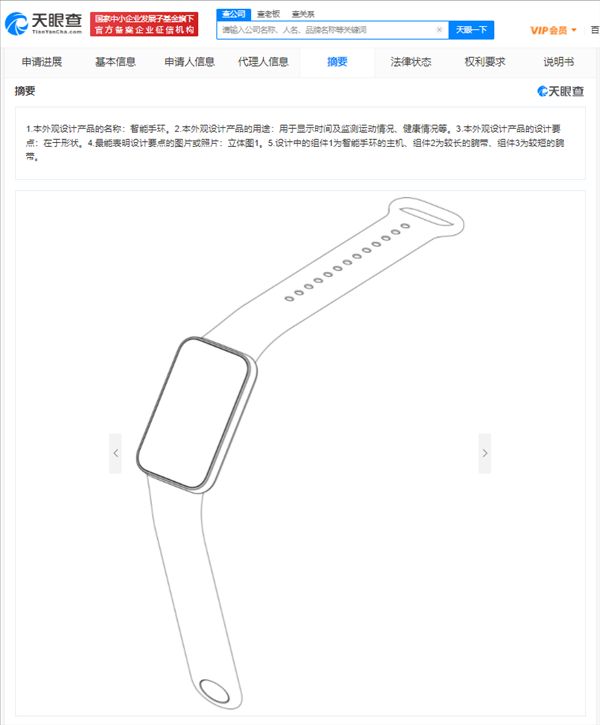 天眼查
TianYanCha.com
国家中小企业发展子基金旗下
官方备案企业征信机构
查公司 查老板 查关系
请输入公司名称、人名、品牌名称等关键词 × 天眼一下
VIP会员 百
申请进展 基本信息 申请人信息 代理人信息 摘要 法律状态 权利要求 说明书
摘要 天眼查
1.本外观设计产品的名称：智能手环。2.本外观设计产品的用途：用于显示时间及监测运动情况、健康情况等。3.本外观设计产品的设计要
点：在于形状。4.最能表明设计要点的图片或照片：立体图1。5.设计中的组件1为智能手环的主机、组件2为较长的腕带、组件3为较短的腕
带。